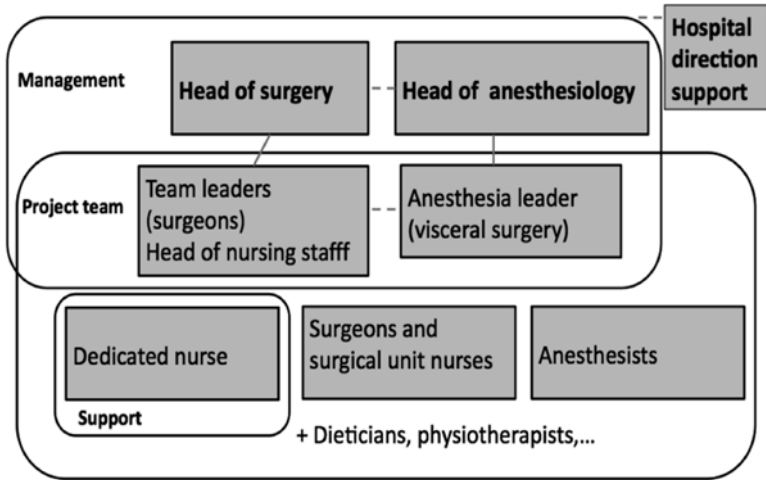 Hospital
direction
support
Management
Head of surgery
Head of anesthesiology
Project team
Team leaders
(surgeons)
Head of nursing stafff
Anesthesia leader
(visceral surgery)
Dedicated nurse
Surgeons and
surgical unit nurses
Anesthesists
Support
+ Dieticians, physiotherapists,...